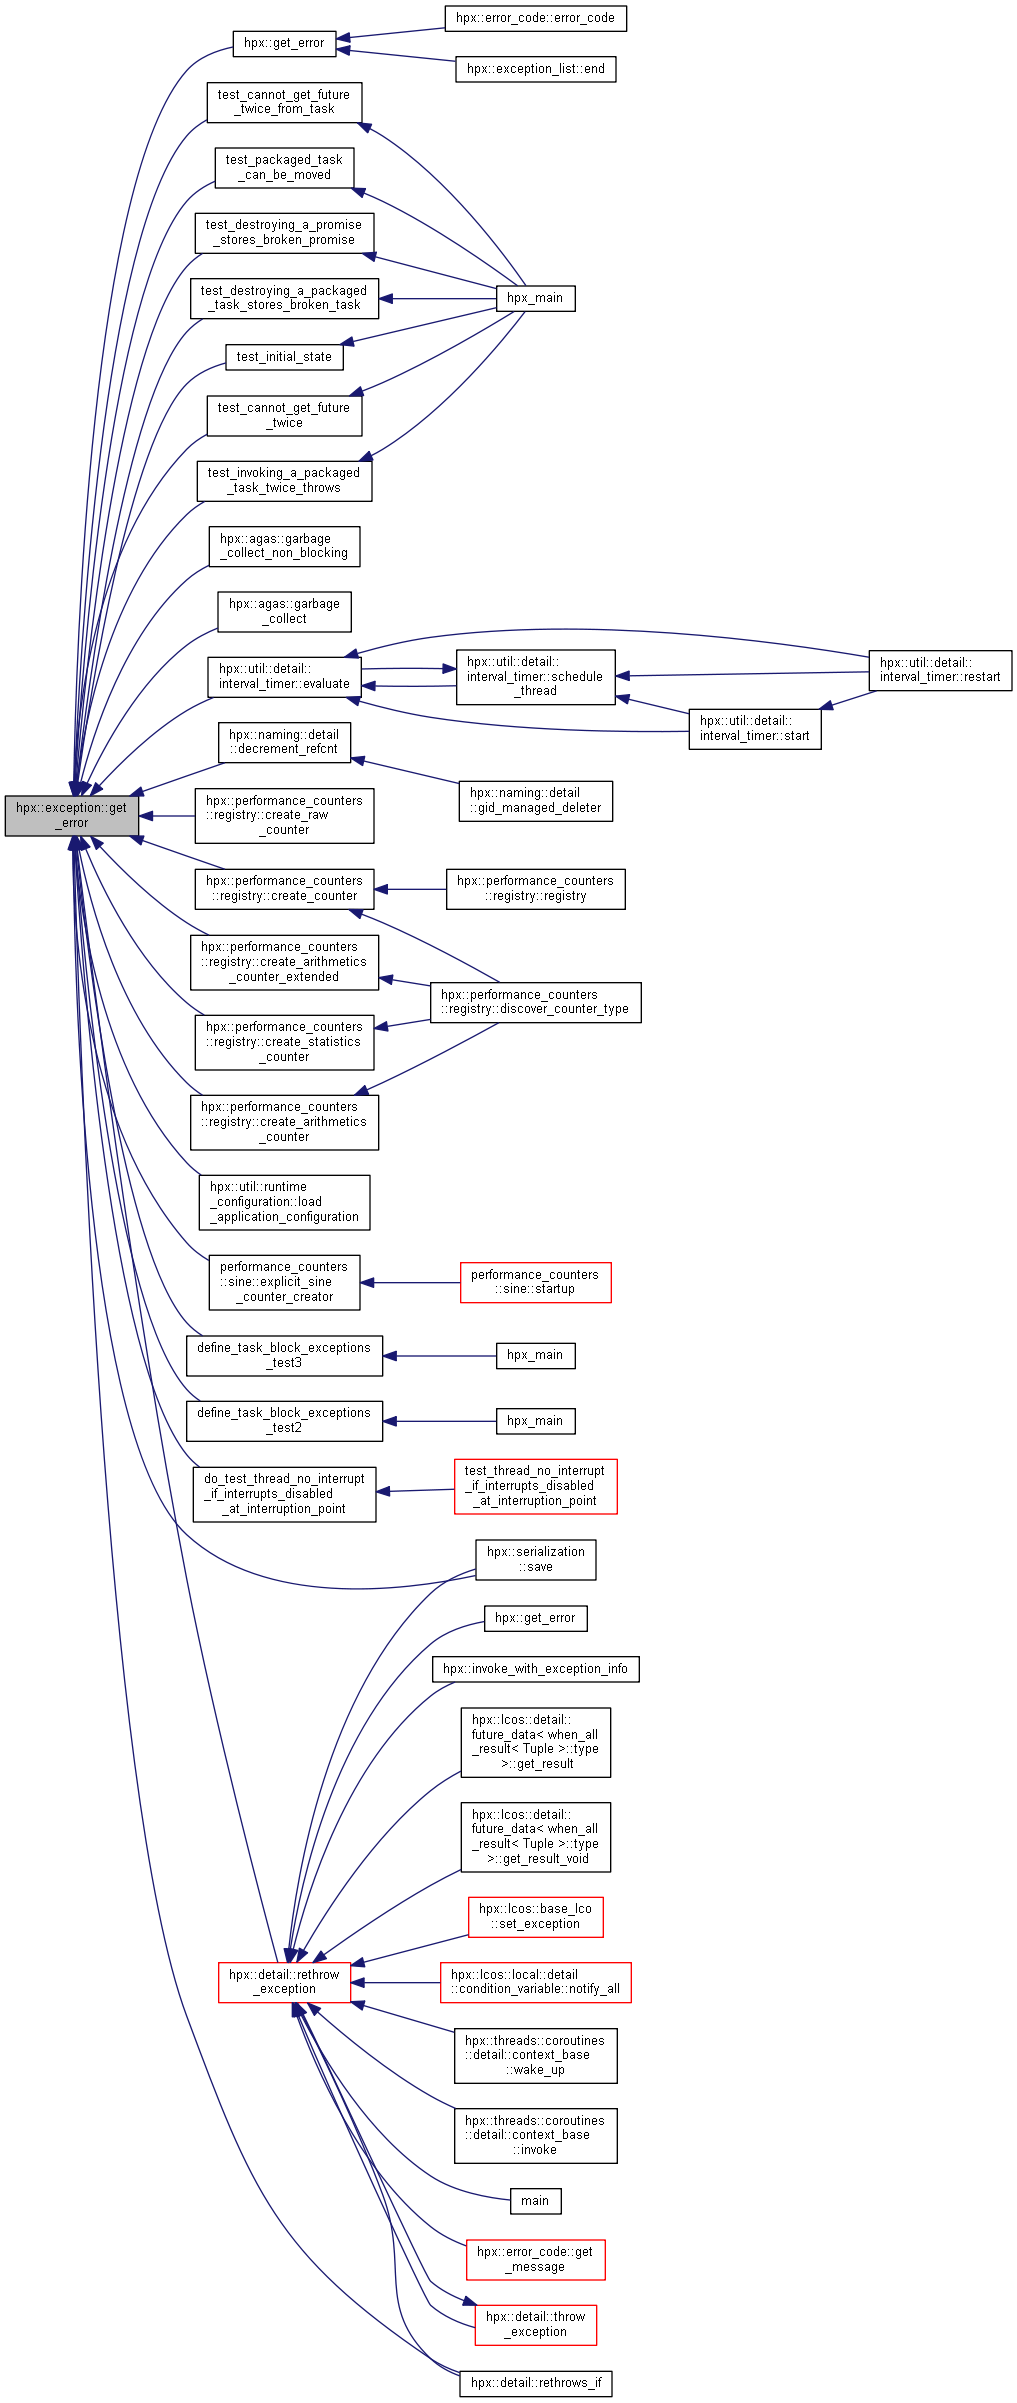 hpx::error_code::error_code
hpx::get_error
hpx::exception_list::end
test_cannot_get_future
_twice_from_task
test_packaged_task
_can_be_moved
test_destroying_a_promise
_stores_broken_promise
test_destroying_a_packaged
_task_stores_broken_task
hpx_main
test_initial_state
test_cannot_get_future
_twice
test_invoking_a_packaged
_task_twice_throws
hpx::agas::garbage
_collect_non_blocking
hpx::agas::garbage
_collect
hpx::util::detail::
interval_timer::evaluate
hpx::util::detail::
interval_timer::schedule
_thread
hpx::util::detail::
interval_timer::restart
hpx::util::detail::
interval_timer::start
hpx::naming::detail
::decrement_refcnt
hpx::naming::detail
::gid_managed_deleter
hpx::exception::get
_error
hpx::performance_counters
::registry::create_raw
_counter
hpx::performance_counters
::registry::create_counter
hpx::performance_counters
::registry::registry
hpx::performance_counters
::registry::create_arithmetics
_counter_extended
hpx::performance_counters
::registry::discover_counter_type
hpx::performance_counters
::registry::create_statistics
_counter
hpx::performance_counters
::registry::create_arithmetics
_counter
hpx::util::runtime
_configuration::load
_application_configuration
performance_counters
::sine::explicit_sine
_counter_creator
performance_counters
::sine::startup
define_task_block_exceptions
_test3
hpx_main
define_task_block_exceptions
_test2
hpx_main
do_test_thread_no_interrupt
_if_interrupts_disabled
_at_interruption_point
test_thread_no_interrupt
_if_interrupts_disabled
_at_interruption_point
hpx::serialization
::save
hpx::get_error
hpx::invoke_with_exception_info
hpx::lcos::detail::
future_data< when_all
_result< Tuple >::type
>::get_result
hpx::lcos::detail::
future_data< when_all
_result< Tuple >::type
>::get_result_void
hpx::lcos::base_lco
::set_exception
hpx::detail::rethrow
_exception
hpx::lcos::local::detail
::condition_variable::notify_all
hpx::threads::coroutines
::detail::context_base
::wake_up
hpx::threads::coroutines
::detail::context_base
::invoke
main
hpx::error_code::get
_message
hpx::detail::throw
_exception
hpx::detail::rethrows_if